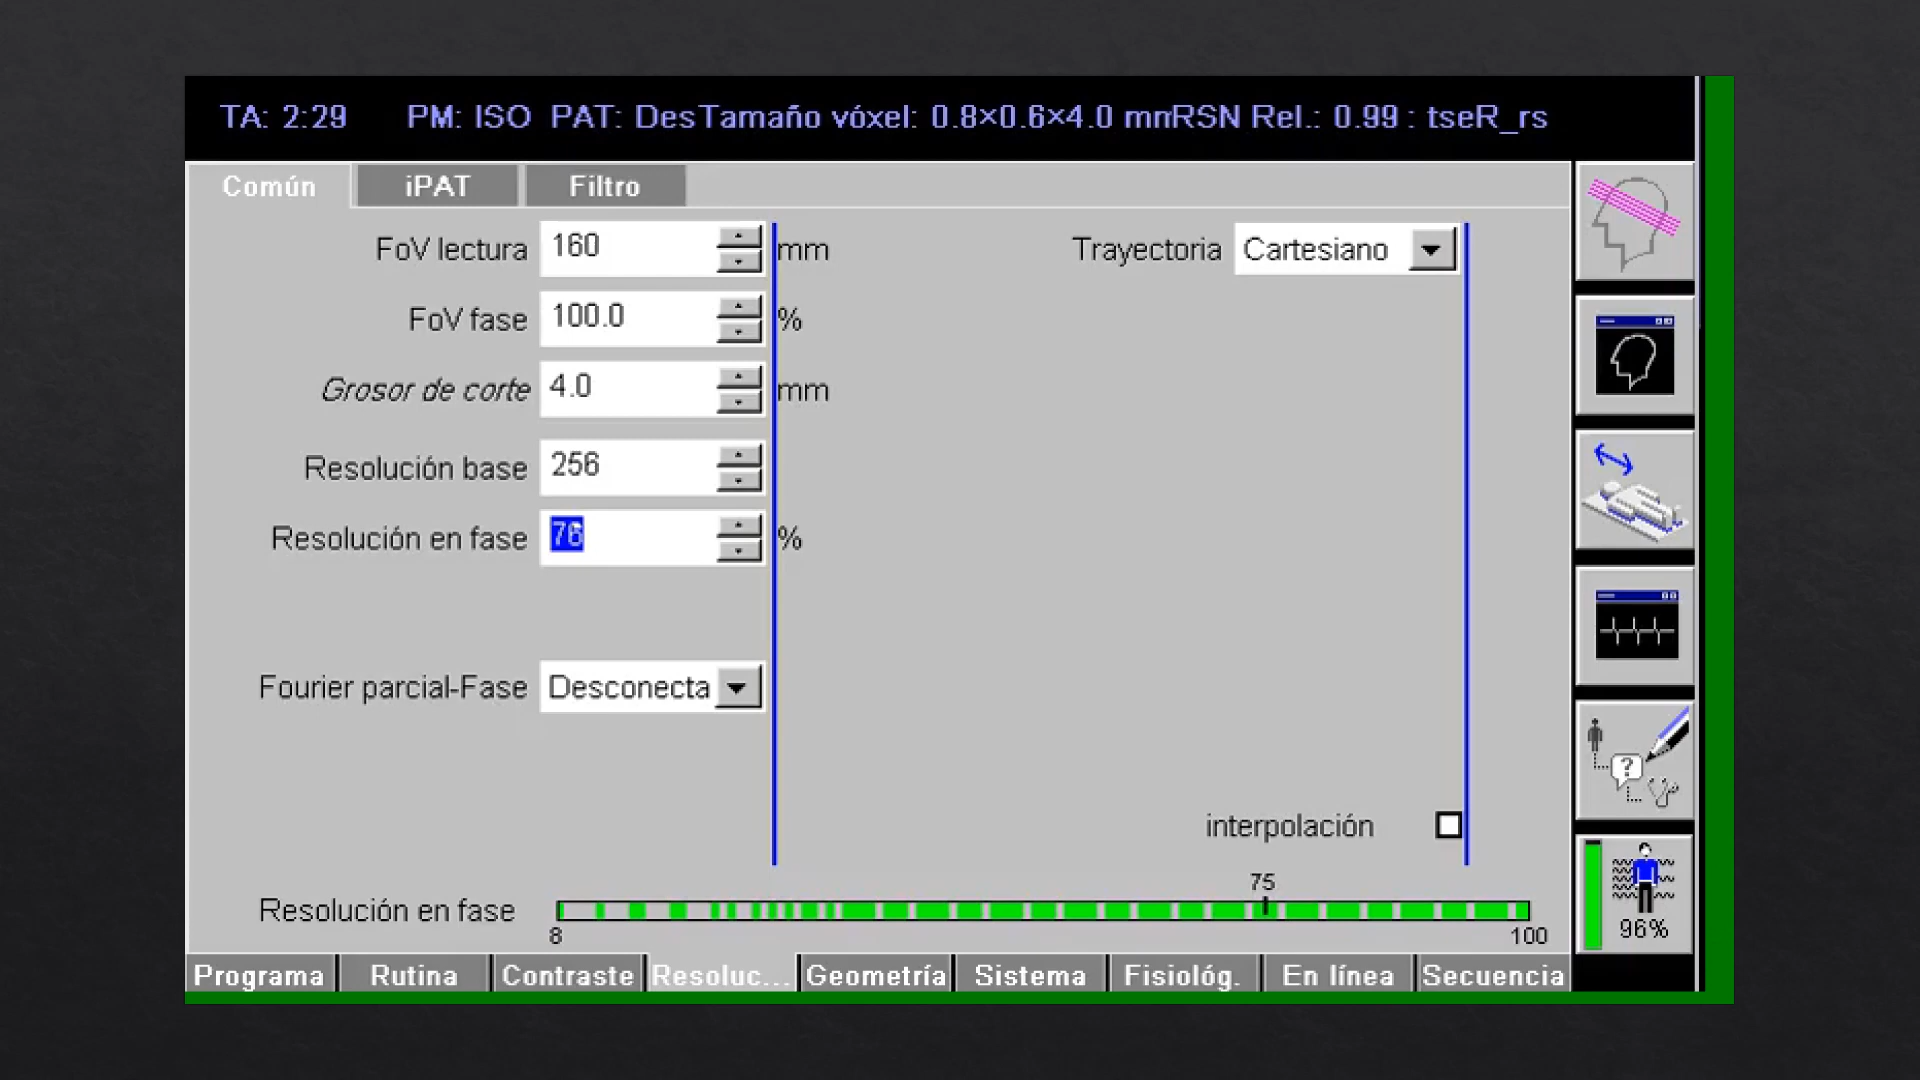 TA: 2:29 PM: ISO PAT: DesTamaño vóxel: 0.8×0.6×4.0 mmRSN Rel.: 0.99 : tseR_rs
Común iPAT Filtro
FoV lectura 160 mm Trayectoria Cartesiano
FoV fase 100.0 %
Grosor de corte 4.0 mm
Resolución base 256
Resolución en fase 76 %
Fourier parcial-Fase Desconecta
?
interpolación
75
Resolución en fase
8 100
96%
Programa Rutina Contraste Resoluc... Geometría Sistema Fisiológ. En línea Secuencia